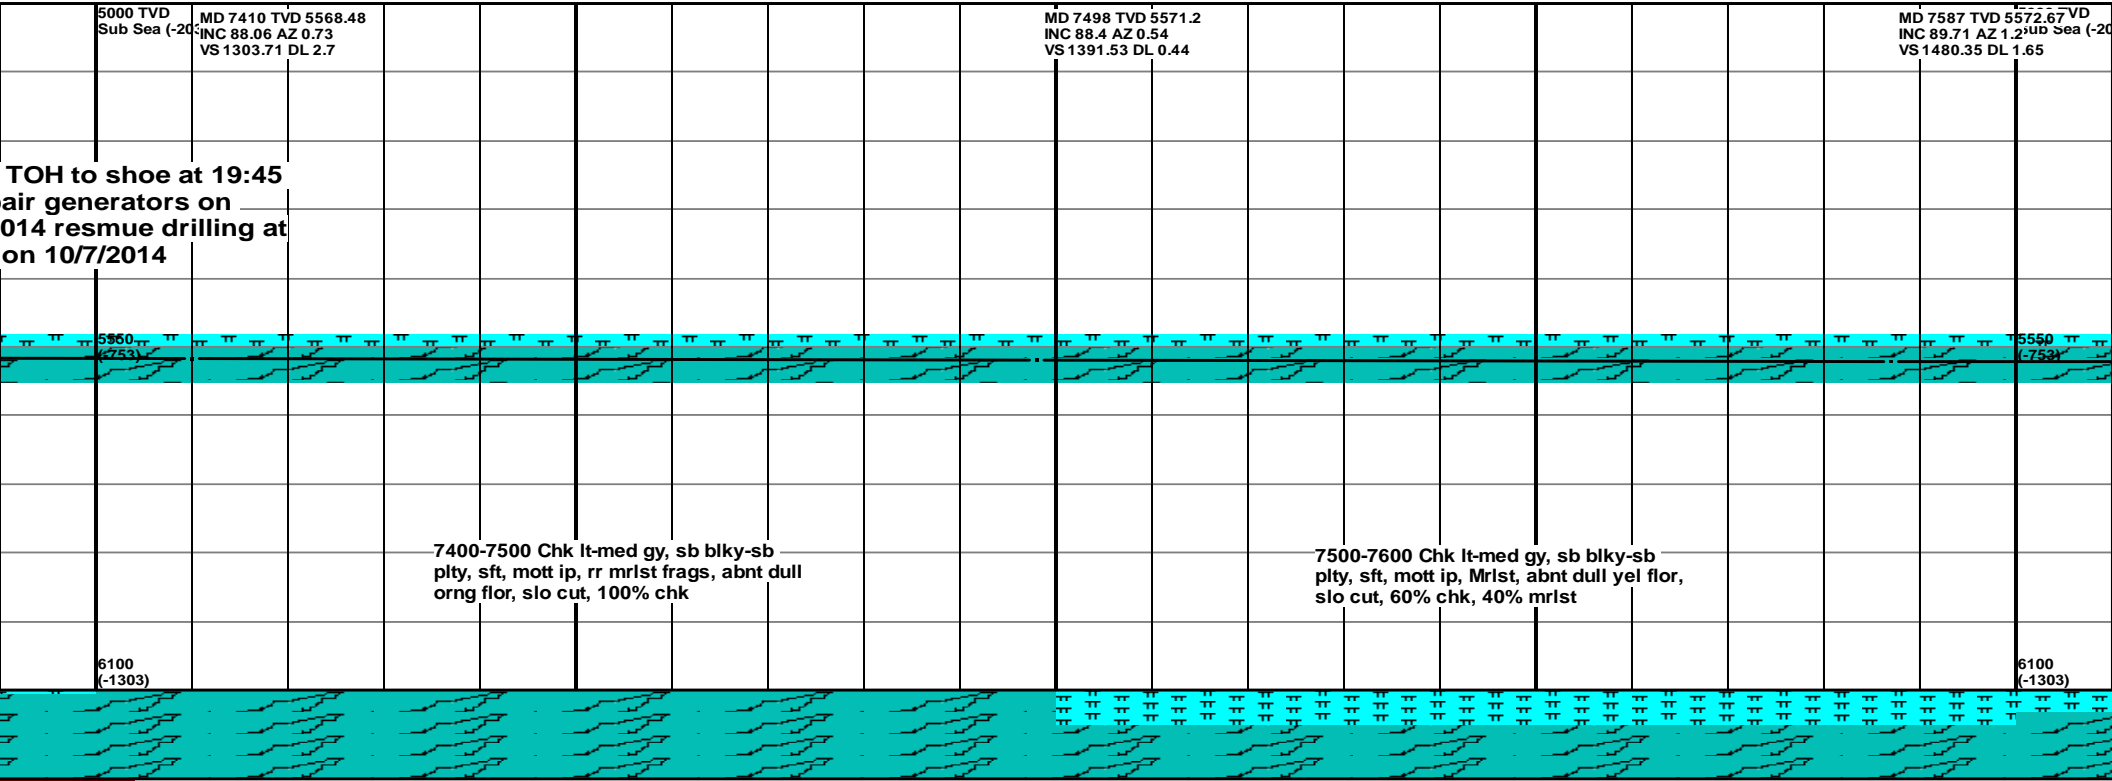 5000 TVD
Sub Sea (-20
MD 7410 TVD 5568.48
INC 88.06 AZ 0.73
VS 1303.71 DL 2.7
MD 7498 TVD 5571.2
INC 88.4 AZ 0.54
VS 1391.53 DL 0.44
MD 7587 TVD 5572.67
INC 89.71 AZ 1.2
VS 1480.35 DL 1.65
VD
Sub Sea (-20
TOH to shoe at 19:45
air generators on
014 resmue drilling at
on 10/7/2014
5550
(-753)
5550
(-753)
7400-7500 Chk lt-med gy, sb blky-sb
plty, sft, mott ip, rr mrlst frags, abnt dull
orng flor, slo cut, 100% chk
7500-7600 Chk lt-med gy, sb blky-sb
plty, sft, mott ip, Mrlst, abnt dull yel flor,
slo cut, 60% chk, 40% mrlst
6100
(-1303)
6100
(-1303)